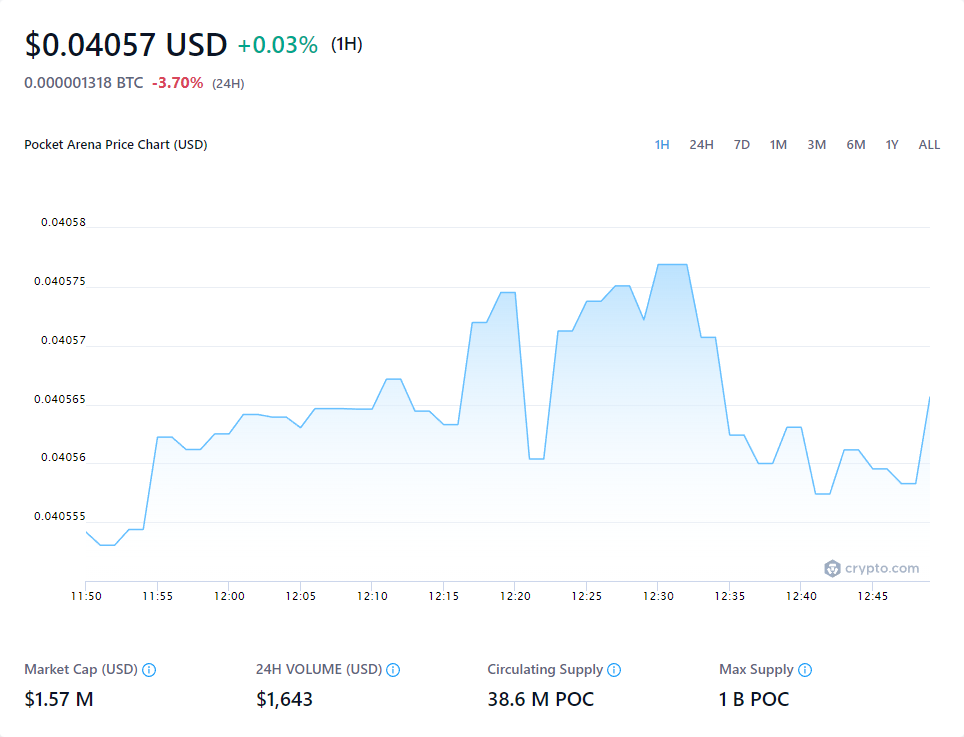 $0.04057 USD +0.03% (1H)
0.000001318 BTC -3.70% (24H)
Pocket Arena Price Chart (USD)
1H 24H 7D 1M 3M 6M 1Y ALL
0.04058
0.040575
0.04057
0.040565
0.04056
0.040555
crypto.com
11:50 11:55 12:00 12:05 12:10 12:15 12:20 12:25 12:30 12:35 12:40 12:45
Market Cap (USD) 24H VOLUME (USD) Circulating Supply Max Supply
$1.57 M $1,643 38.6 M POC 1 B POC